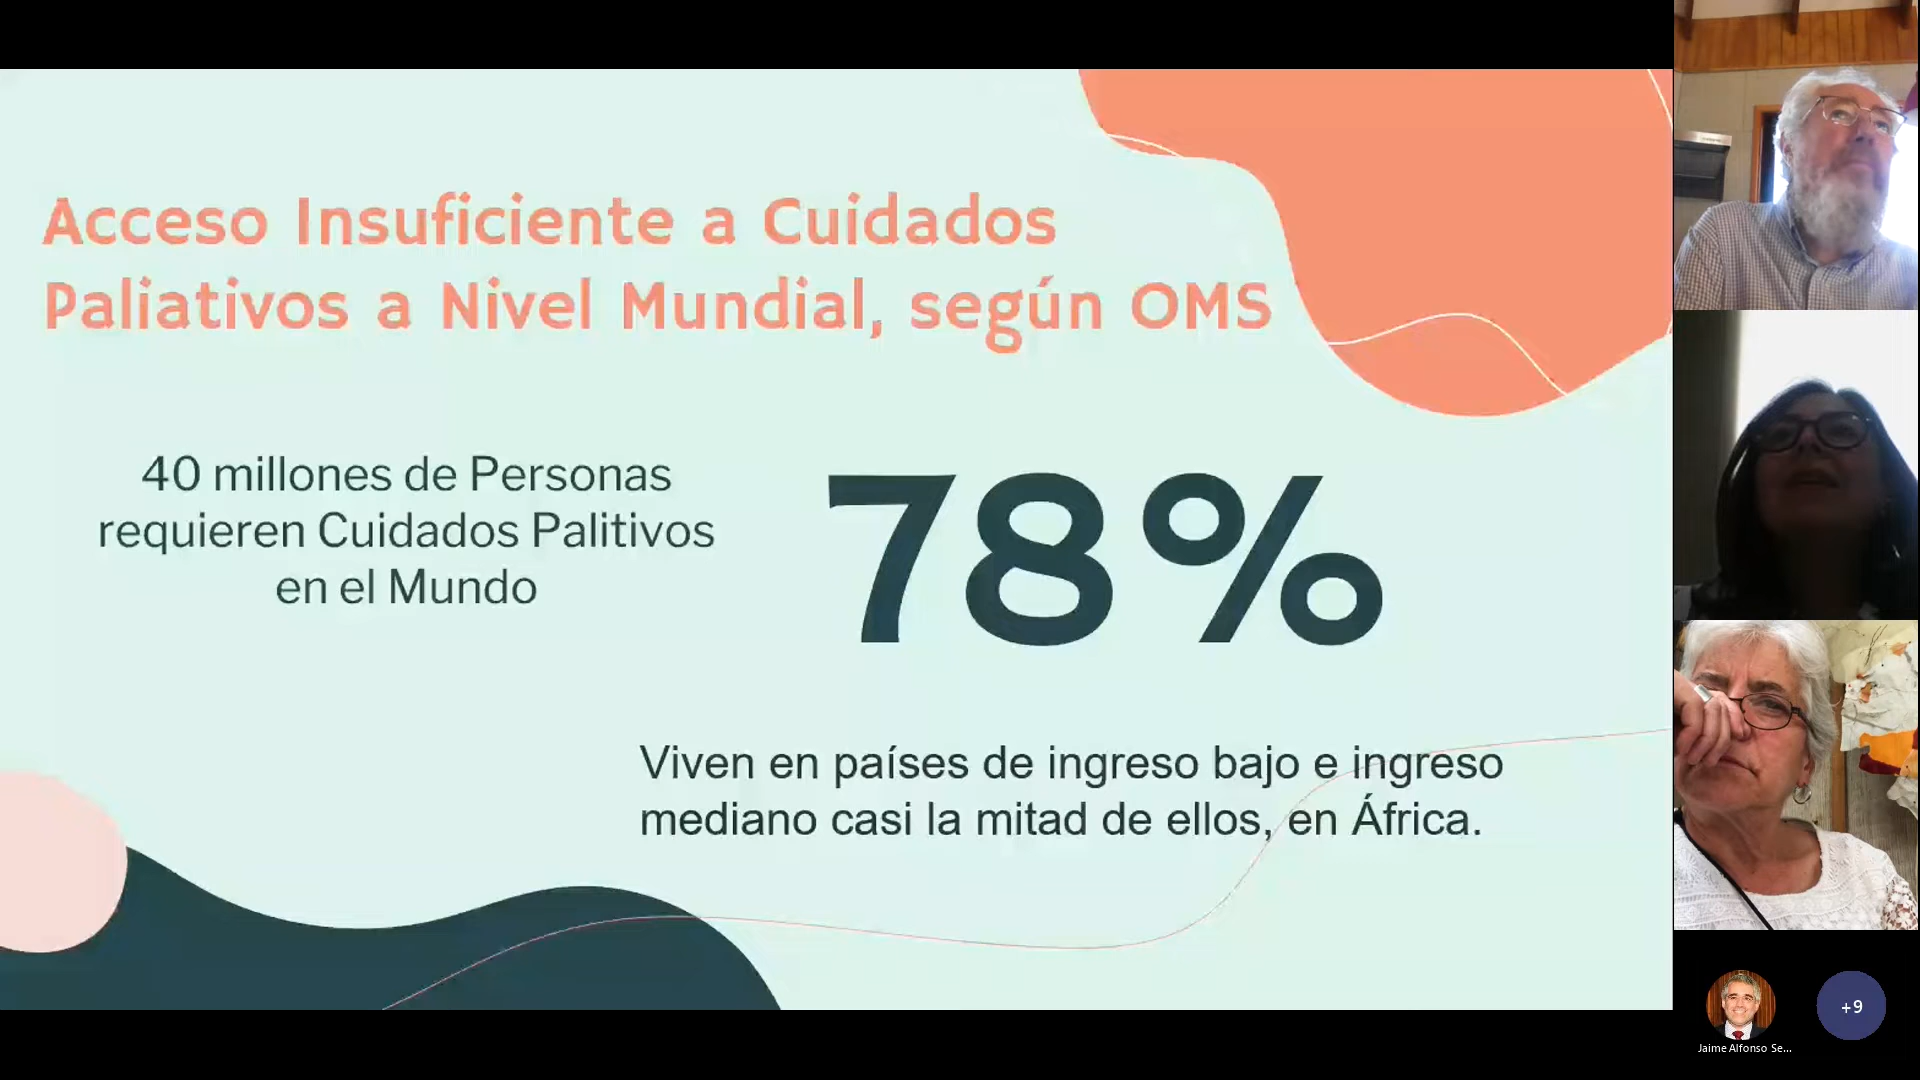 Acceso Insuficiente a Cuidados
Paliativos a Nivel Mundial, según OMS
40 millones de Personas
requieren Cuidados Palitivos
en el Mundo
78%
Viven en países de ingreso bajo e ingreso
mediano casi la mitad de ellos, en África.
+9
Jaime Alfonso Se...